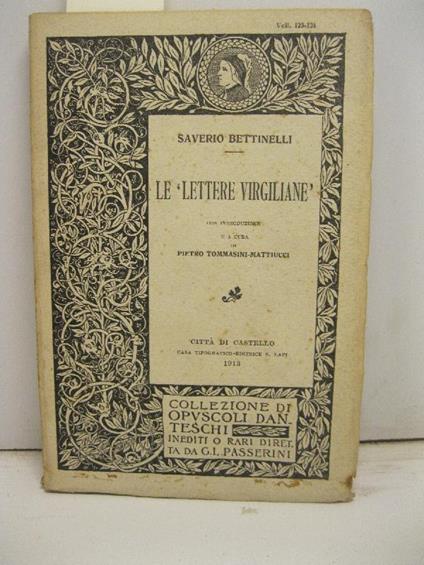 Voll. 123-124
SAVERIO BETTINELLI
LE 'LETTERE VIRGILIANE'
CON INTRODUZIONE
E A CURA
DI
PIETRO TOMMASINI-MATTIUCCI
CITTÀ DI CASTELLO
CASA TIPOGRAFICO-EDITRICE S. LAPI
1913
COLLEZIONE DI
OPVSCOLI DAN-
TESCHI
INEDITI O RARI DIRET-
TA DA G. L. PASSERINI